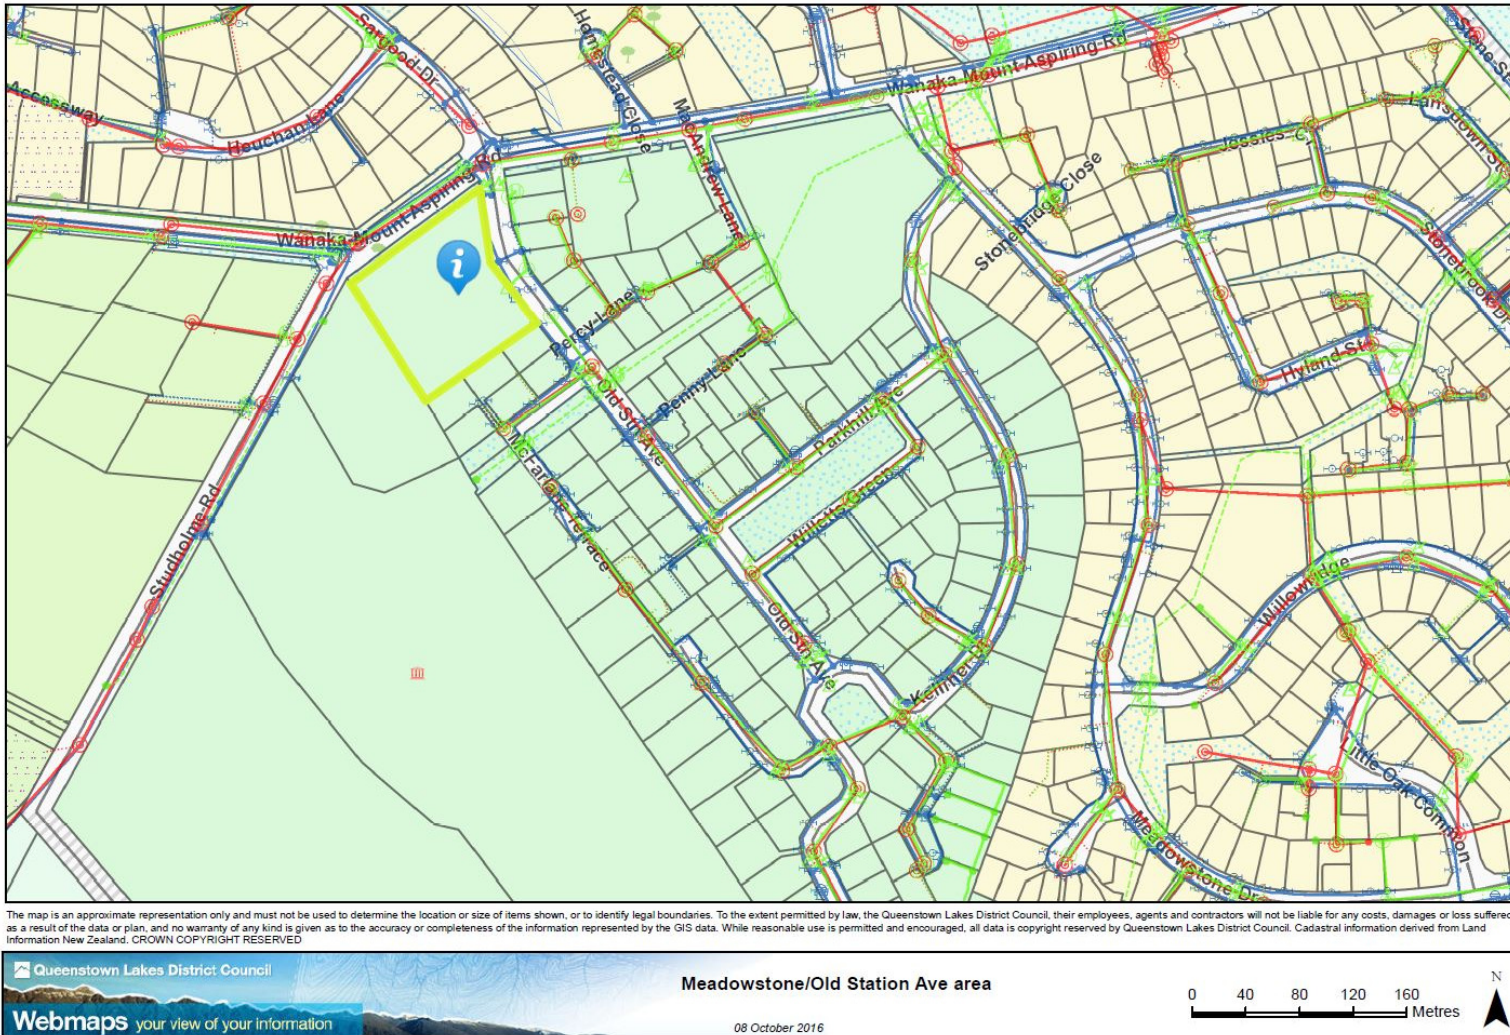 Sargood Dr
Homestead Close
Wanaka-Mount Aspiring Rd
Stone S
Accessway
Heuchan Lane
MacAndrew Lane
Jessies C
Lansdown St
Wanaka-Mount Aspiring Rd
Stonebridge Close
Stonebrook Dr
Percy Lane
Penny Lane
Old Stn Ave
Hyland St
Parkhill Ave
McFarlane Terrace
Willetts Green
Studholme Rd
Old Stn Ave
Kelliher Dr
Willowridge
Little Oak Common
Meadowstone Dr
The map is an approximate representation only and must not be used to determine the location or size of items shown, or to identify legal boundaries. To the extent permitted by law, the Queenstown Lakes District Council, their employees, agents and contractors will not be liable for any costs, damages or loss suffered
as a result of the data or plan, and no warranty of any kind is given as to the accuracy or completeness of the information represented by the GIS data. While reasonable use is permitted and encouraged, all data is copyright reserved by Queenstown Lakes District Council. Cadastral information derived from Land
Information New Zealand. CROWN COPYRIGHT RESERVED
Queenstown Lakes District Council
Webmaps your view of your information
Meadowstone/Old Station Ave area
08 October 2016
0 40 80 120 160
Metres
N